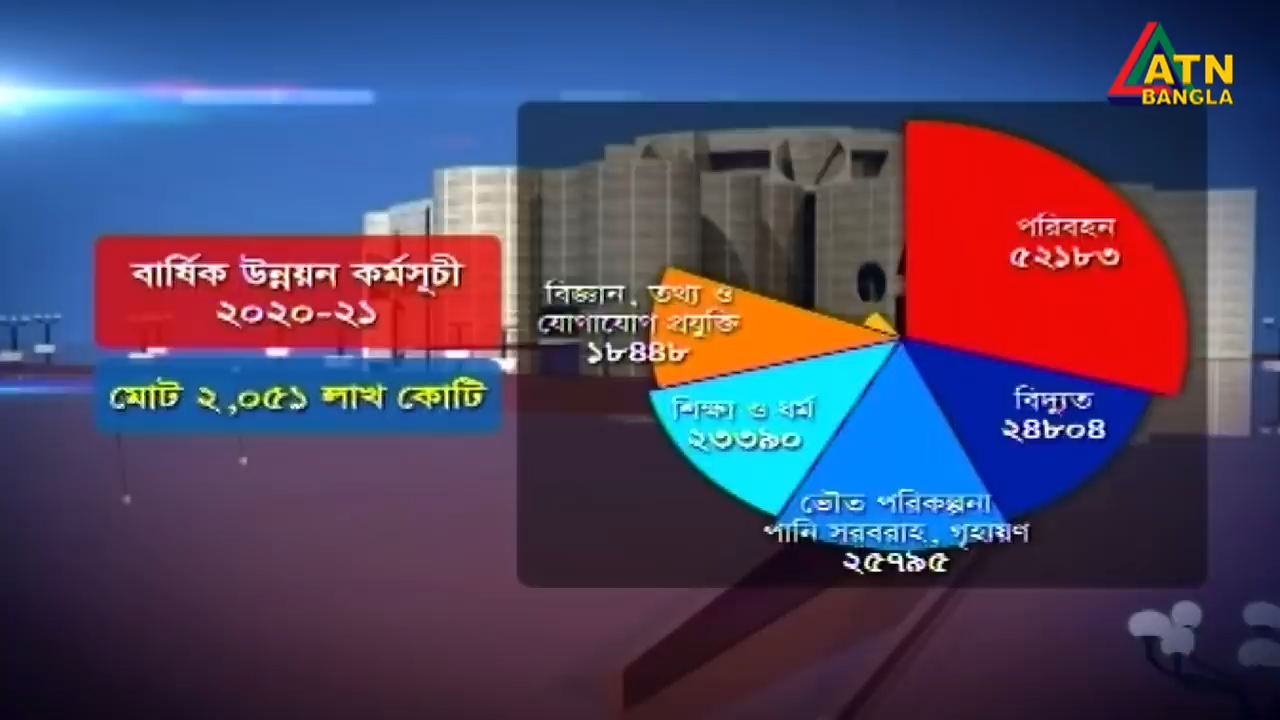 ATN
BANGLA
বার্ষিক উন্নয়ন কর্মসূচী
২০২০-২১
মোট ২,০৫১ লাখ কোটি
পরিবহন
৫২১৮৩
বিদ্যুত
২৪৮০৪
ভৌত পরিকল্পনা
পানি সরবরাহ, গৃহায়ণ
২৫৭৯৫
শিক্ষা ও ধর্ম
২৩৩৯০
বিজ্ঞান, তথ্য ও
যোগাযোগ প্রযুক্তি
১৮৪৪৮